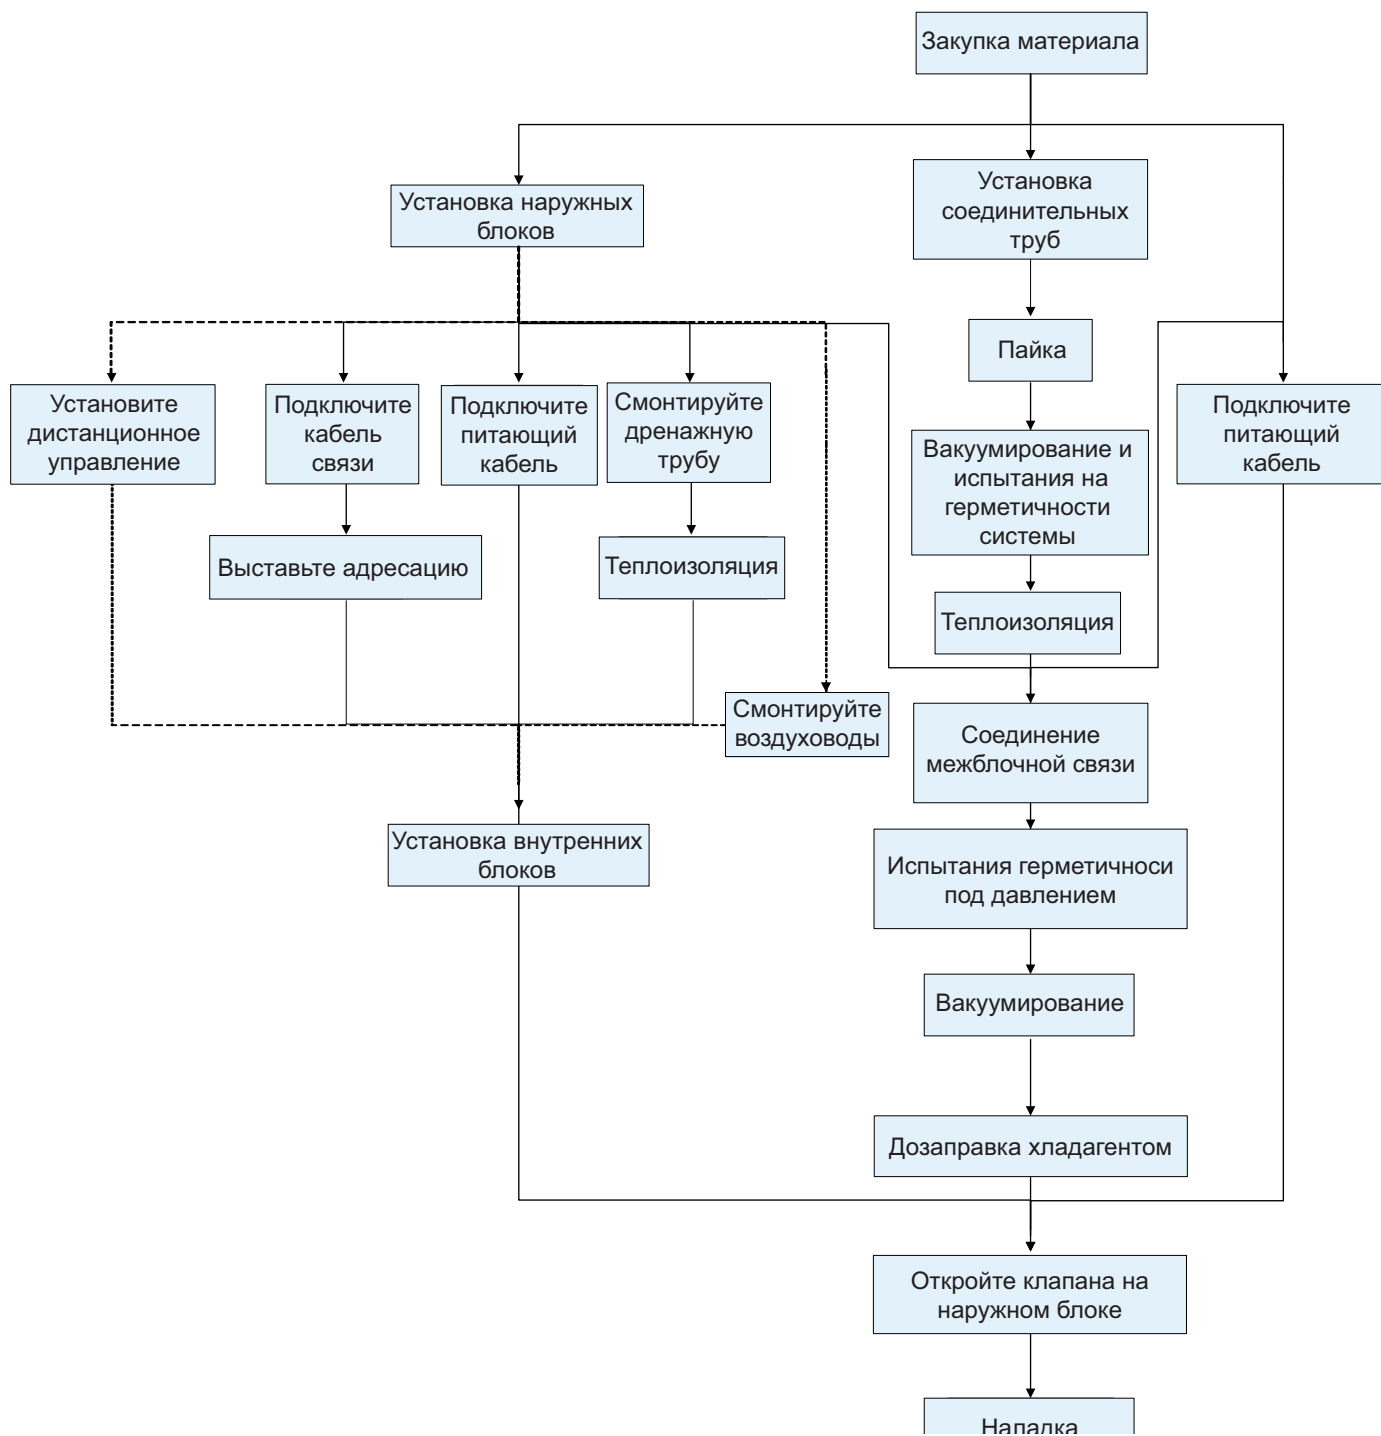 Закупка материала
Установка наружных
блоков
Установка
соединительных
труб
Пайка
Установите
дистанционное
управление
Подключите
кабель
связи
Подключите
питающий
кабель
Смонтируйте
дренажную
трубу
Вакуумирование и
испытания на
герметичности
системы
Подключите
питающий
кабель
Выставьте адресацию
Теплоизоляция
Теплоизоляция
Смонтируйте
воздуховоды
Соединение
межблочной связи
Установка внутренних
блоков
Испытания герметичноси
под давлением
Вакуумирование
Дозаправка хладагентом
Откройте клапана на
наружном блоке
Наладка